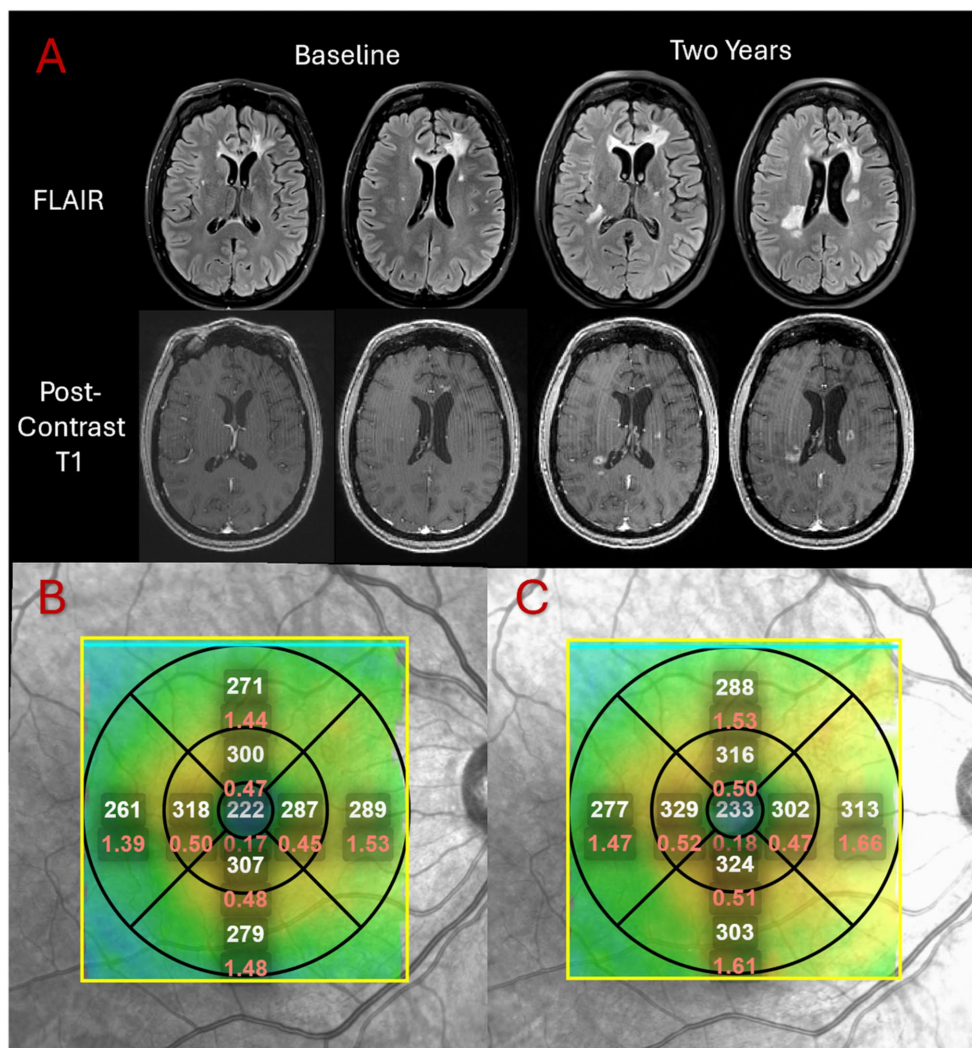 A
Baseline
Two Years
FLAIR
Post-
Contrast
T1
B
271
1.44
300
0.47
261 318 222 287 289
1.39 0.50 0.17 0.45 1.53
307
0.48
279
1.48
C
288
1.53
316
0.50
277 329 233 302 313
1.47 0.52 0.18 0.47 1.66
324
0.51
303
1.61